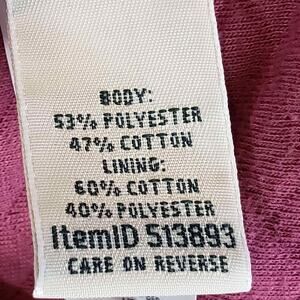 BODY:
53% POLYESTER
47% COTTON
LINING:
60% COTTON
40% POLYESTER
ItemID 513893
CARE ON REVERSE